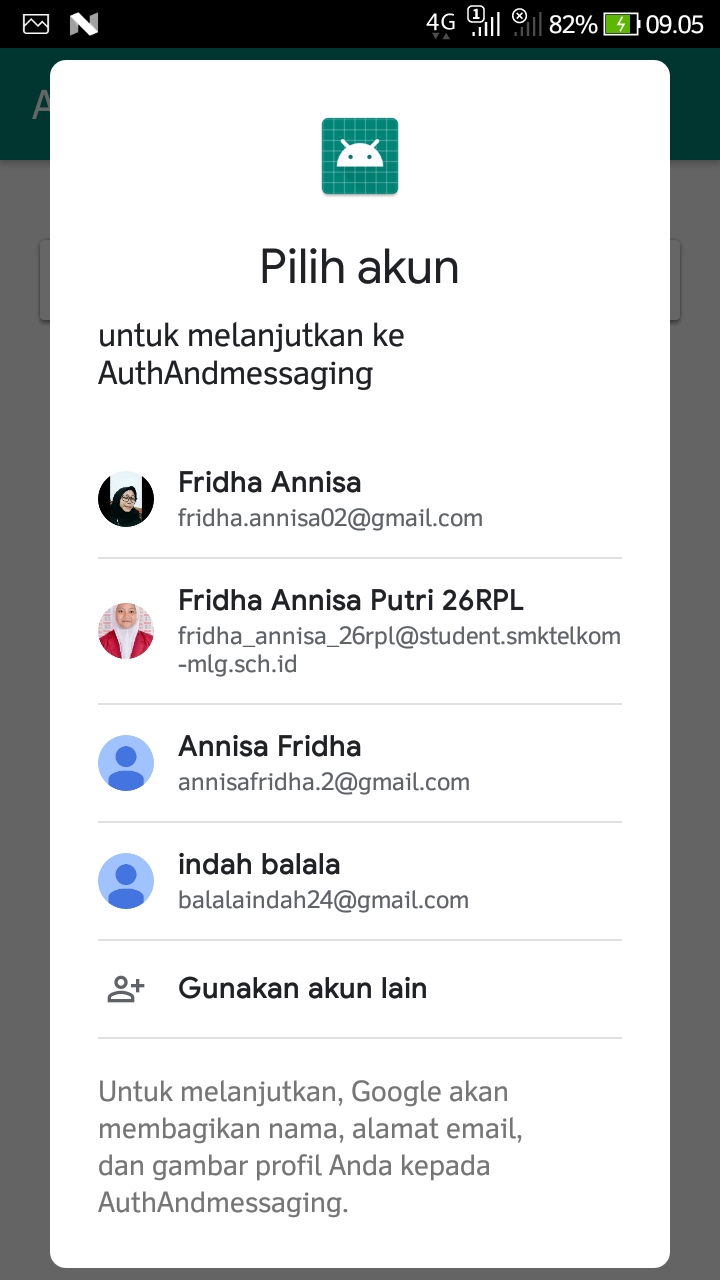 4G 1 82% 09.05
A
Pilih akun
untuk melanjutkan ke
AuthAndmessaging
Fridha Annisa
fridha.annisa02@gmail.com
Fridha Annisa Putri 26RPL
fridha_annisa_26rpl@student.smktelkom
-mlg.sch.id
Annisa Fridha
annisafridha.2@gmail.com
indah balala
balalaindah24@gmail.com
Gunakan akun lain
Untuk melanjutkan, Google akan
membagikan nama, alamat email,
dan gambar profil Anda kepada
AuthAndmessaging.